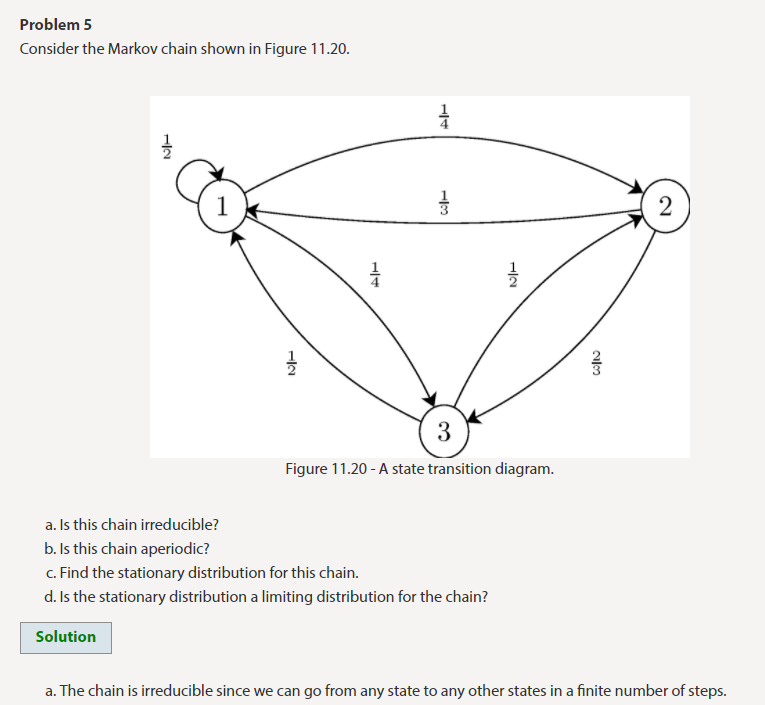 Problem 5
Consider the Markov chain shown in Figure 11.20.
1/4
1/2
1
1/3
2
1/4
1/2
1/2
2/3
3
Figure 11.20 - A state transition diagram.
a. Is this chain irreducible?
b. Is this chain aperiodic?
c. Find the stationary distribution for this chain.
d. Is the stationary distribution a limiting distribution for the chain?
Solution
a. The chain is irreducible since we can go from any state to any other states in a finite number of steps.